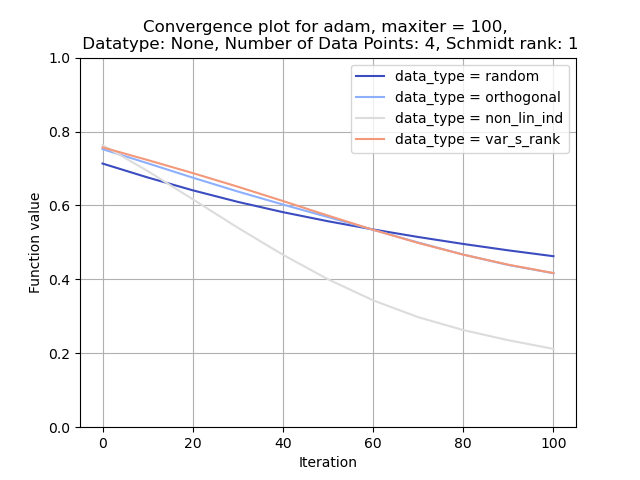 Convergence plot for adam, maxiter = 100,
Datatype: None, Number of Data Points: 4, Schmidt rank: 1
data_type = random
data_type = orthogonal
data_type = non_lin_ind
data_type = var_s_rank
1.0
0.8
0.6
0.4
0.2
0.0
Function value
0 20 40 60 80 100
Iteration